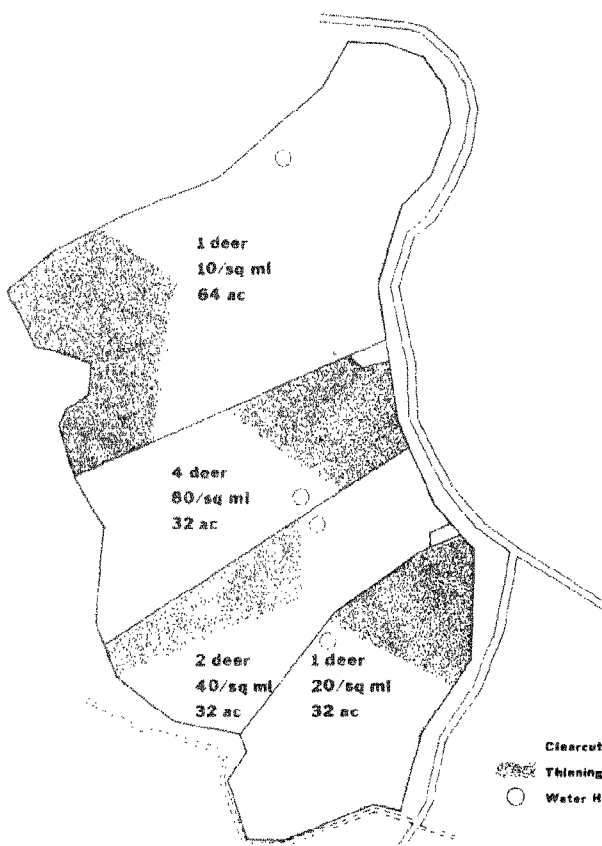 1 deer
10/sq mi
64 ac
4 deer
80/sq mi
32 ac
2 deer
40/sq mi
32 ac
1 deer
20/sq mi
32 ac
Clearcut
Thinning
Water H